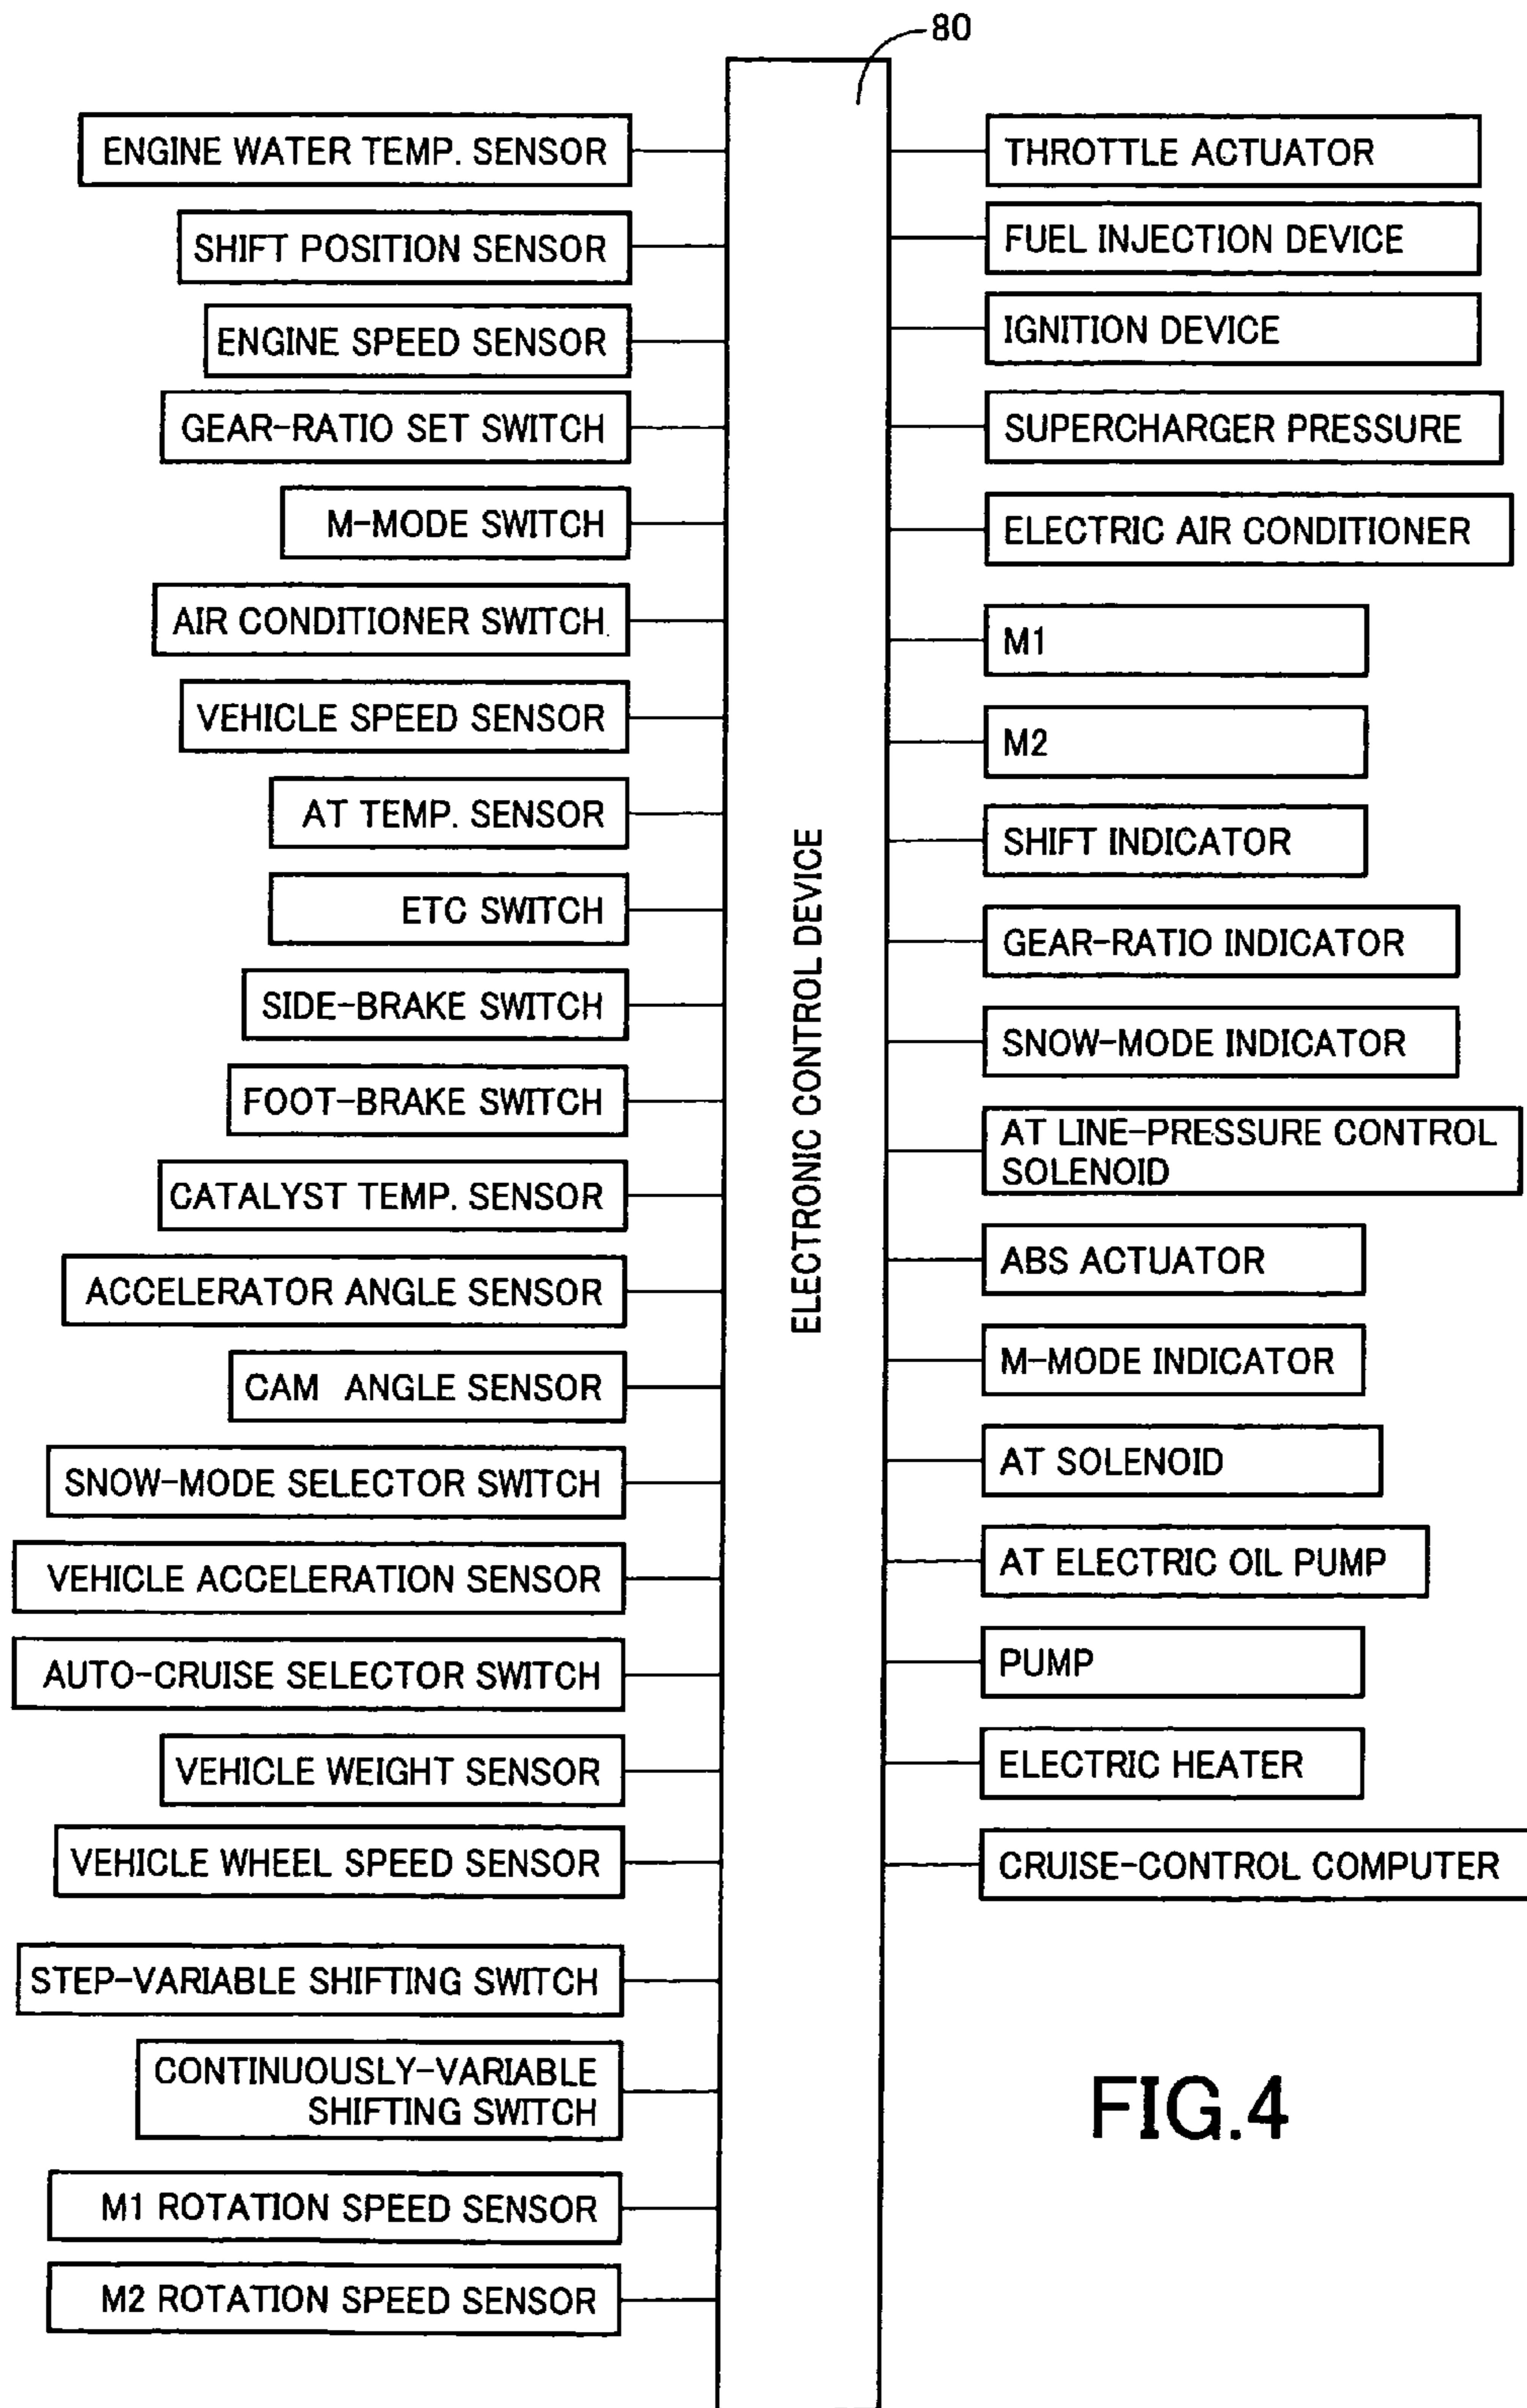 80
ENGINE WATER TEMP. SENSOR
SHIFT POSITION SENSOR
ENGINE SPEED SENSOR
GEAR-RATIO SET SWITCH
M-MODE SWITCH
AIR CONDITIONER SWITCH
VEHICLE SPEED SENSOR
AT TEMP. SENSOR
ETC SWITCH
SIDE-BRAKE SWITCH
FOOT-BRAKE SWITCH
CATALYST TEMP. SENSOR
ACCELERATOR ANGLE SENSOR
CAM ANGLE SENSOR
SNOW-MODE SELECTOR SWITCH
VEHICLE ACCELERATION SENSOR
AUTO-CRUISE SELECTOR SWITCH
VEHICLE WEIGHT SENSOR
VEHICLE WHEEL SPEED SENSOR
STEP-VARIABLE SHIFTING SWITCH
CONTINUOUSLY-VARIABLE
SHIFTING SWITCH
M1 ROTATION SPEED SENSOR
M2 ROTATION SPEED SENSOR
ELECTRONIC CONTROL DEVICE
THROTTLE ACTUATOR
FUEL INJECTION DEVICE
IGNITION DEVICE
SUPERCHARGER PRESSURE
ELECTRIC AIR CONDITIONER
M1
M2
SHIFT INDICATOR
GEAR-RATIO INDICATOR
SNOW-MODE INDICATOR
AT LINE-PRESSURE CONTROL
SOLENOID
ABS ACTUATOR
M-MODE INDICATOR
AT SOLENOID
AT ELECTRIC OIL PUMP
PUMP
ELECTRIC HEATER
CRUISE-CONTROL COMPUTER
FIG.4